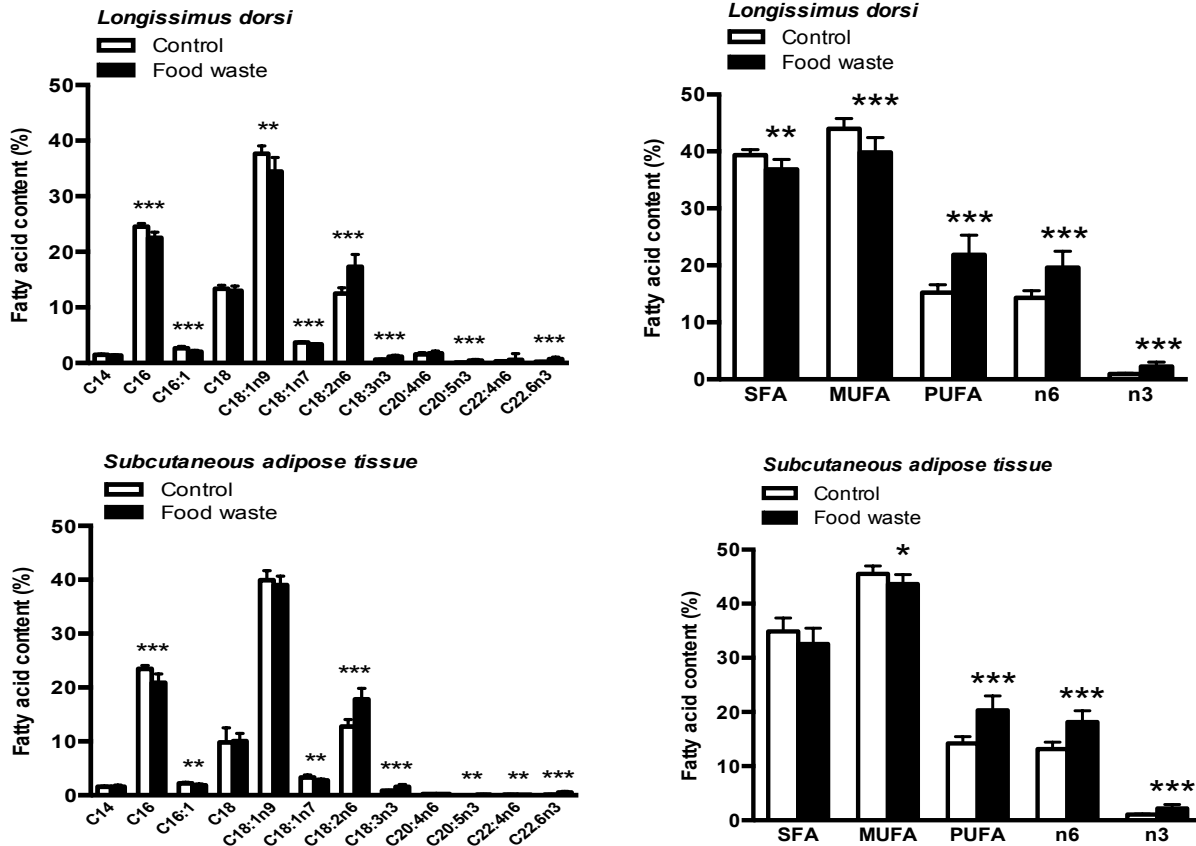 Longissimus dorsi
Control
Food waste
Fatty acid content (%)
50
40
30
20
10
0
** 
*** 
*** 
*** 
*** 
*** 
*** 
***
C14 C16 C16:1 C18 C18:1n9 C18:1n7 C18:2n6 C18:3n3 C20:4n6 C20:5n3 C22:4n6 C22:6n3
Longissimus dorsi
Control
Food waste
Fatty acid content (%)
50
40
30
20
10
0
** *** *** *** ***
SFA MUFA PUFA n6 n3
Subcutaneous adipose tissue
Control
Food waste
Fatty acid content (%)
50
40
30
20
10
0
*** ** ** *** *** ** ** ***
C14 C16 C16:1 C18 C18:1n9 C18:1n7 C18:2n6 C18:3n3 C20:4n6 C20:5n3 C22:4n6 C22:6n3
Subcutaneous adipose tissue
Control
Food waste
Fatty acid content (%)
50
40
30
20
10
0
* *** *** ***
SFA MUFA PUFA n6 n3